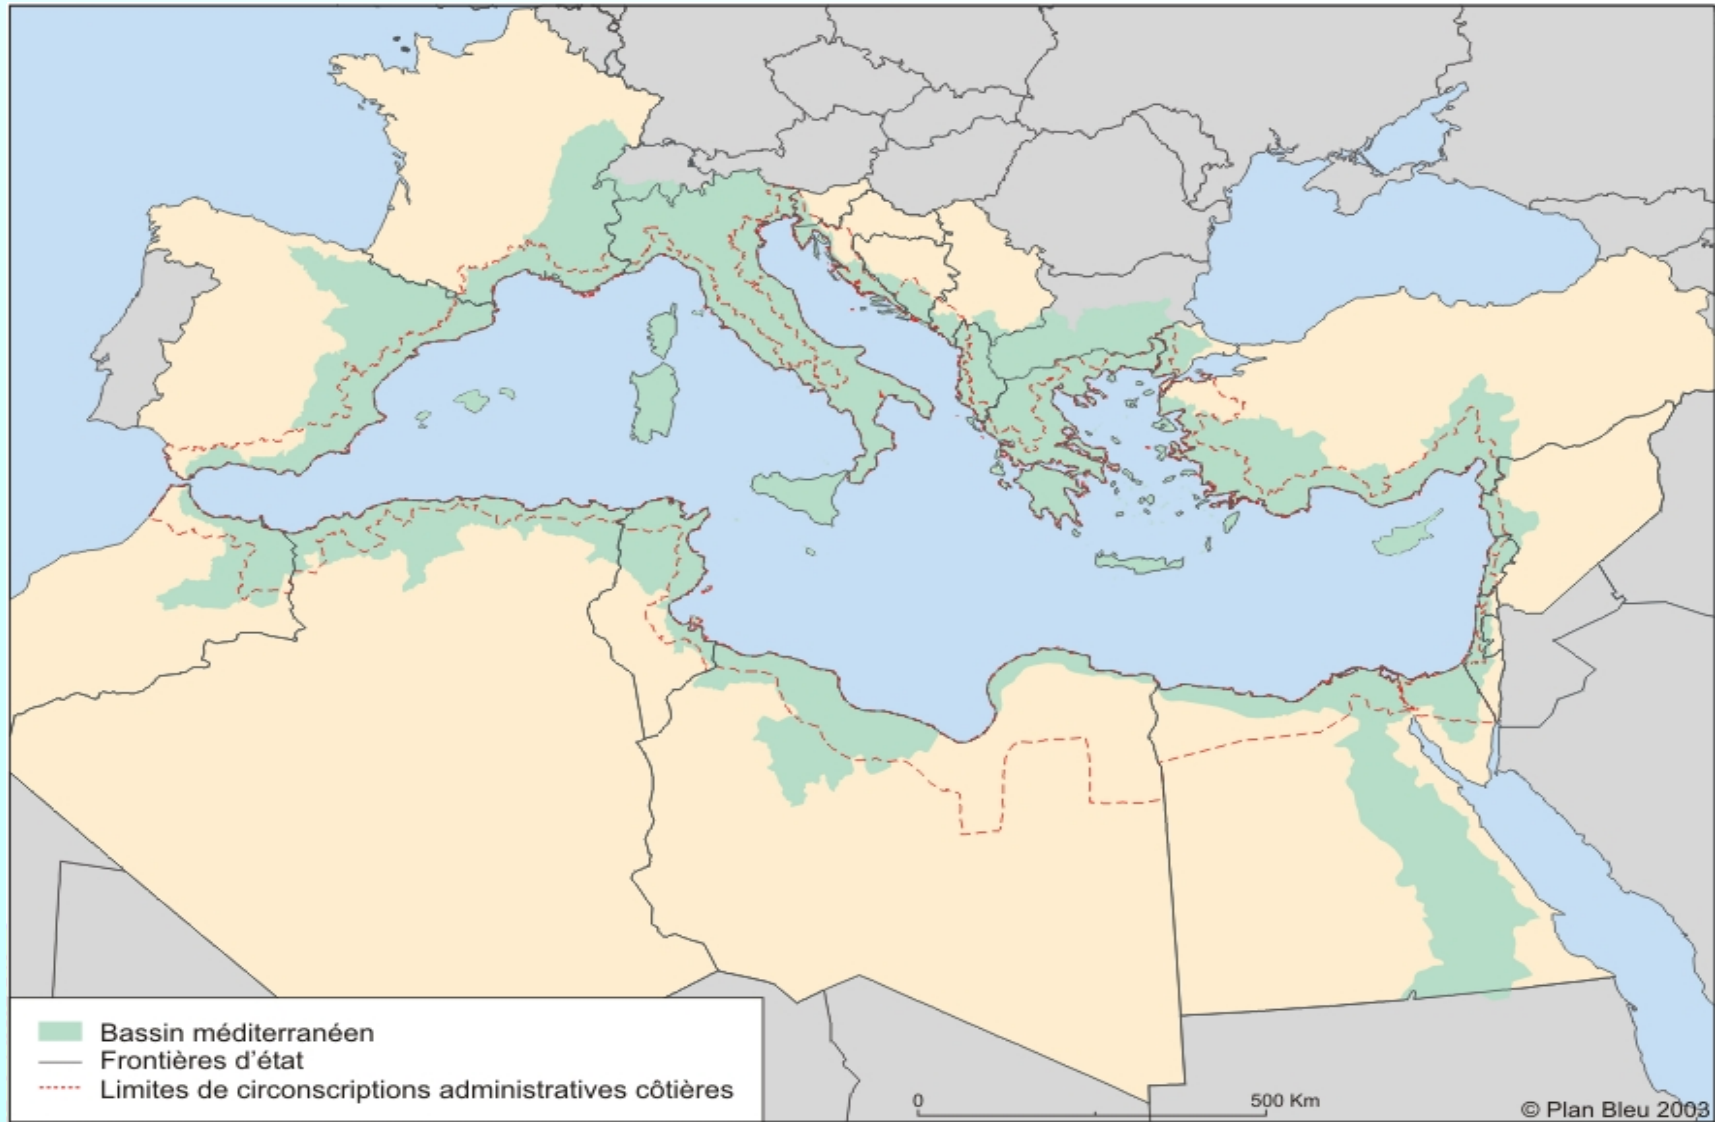 Bassin méditerranéen
Frontières d'état
Limites de circonscriptions administratives côtières
0 500 Km
© Plan Bleu 2003